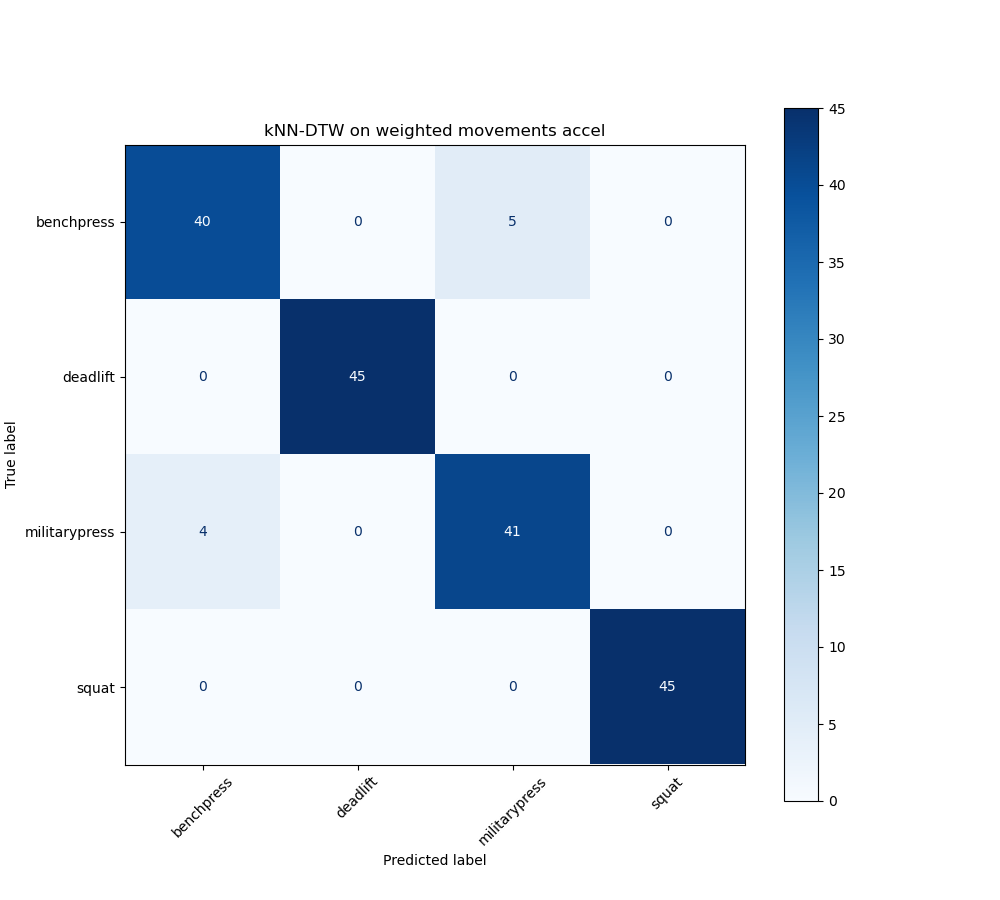 kNN-DTW on weighted movements accel
True label
benchpress 40 0 5 0
deadlift 0 45 0 0
militarypress 4 0 41 0
squat 0 0 0 45
benchpress deadlift militarypress squat
Predicted label
45
40
35
30
25
20
15
10
5
0